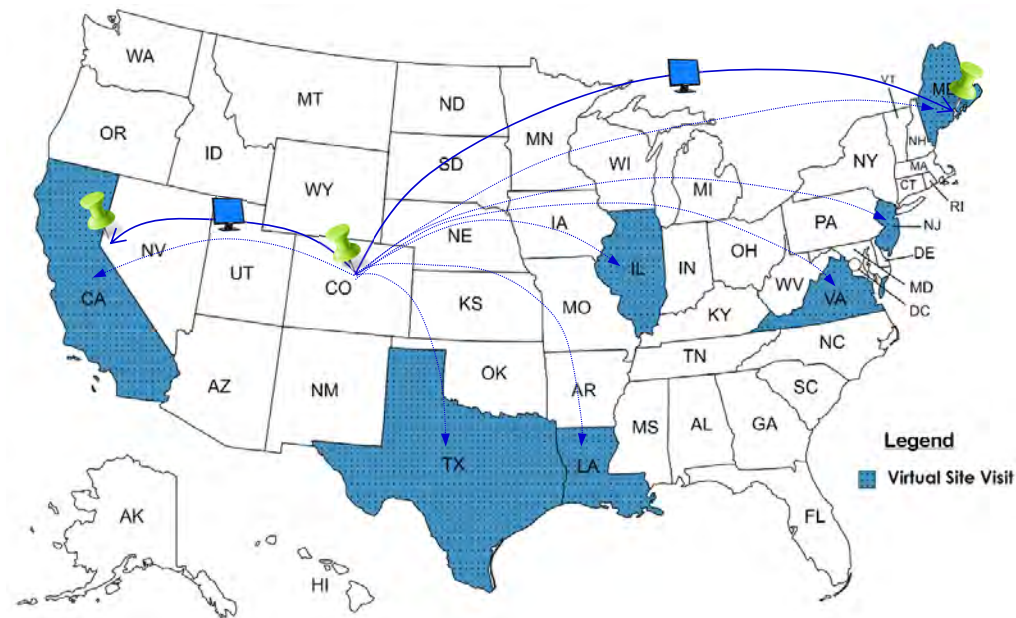 WA
MT
ND
MN
VT
ME
OR
ID
SD
WI
MI
NY
NH
MA
CT
RI
WY
IA
NE
PA
NJ
NV
UT
CO
IL
IN
OH
DE
CA
KS
MO
WV
VA
MD
DC
KY
AZ
NM
OK
AR
TN
NC
SC
MS
AL
GA
TX
LA
FL
AK
HI
Legend
Virtual Site Visit